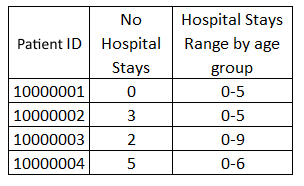 Patient ID No Hospital Stays Hospital Stays Range by age group
10000001 0 0-5
10000002 3 0-5
10000003 2 0-9
10000004 5 0-6